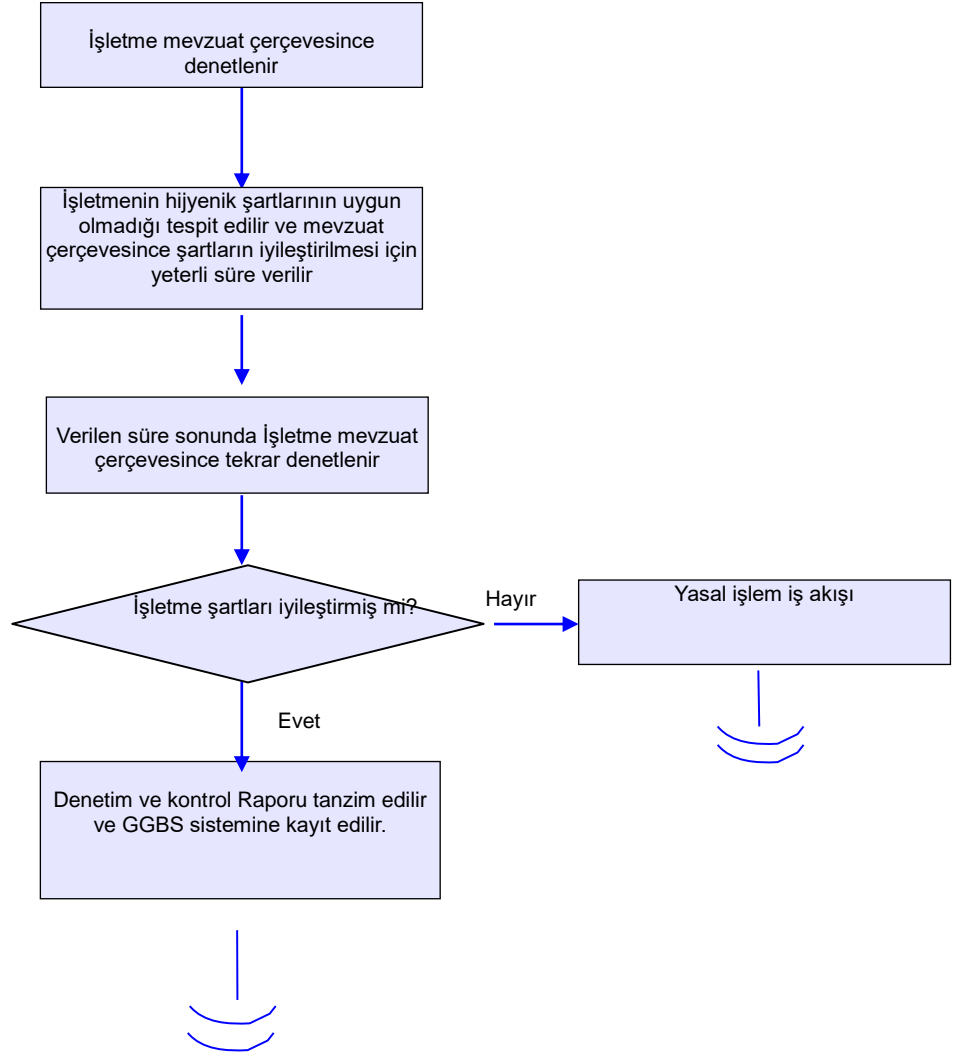 İşletme mevzuat çerçevesince
denetlenir
İşletmenin hijyenik şartlarının uygun
olmadığı tespit edilir ve mevzuat
çerçevesince şartların iyileştirilmesi için
yeterli süre verilir
Verilen süre sonunda İşletme mevzuat
çerçevesince tekrar denetlenir
İşletme şartları iyileştirmiş mi?
Hayır
Yasal işlem iş akışı
Evet
Denetim ve kontrol Raporu tanzim edilir
ve GGBS sistemine kayıt edilir.